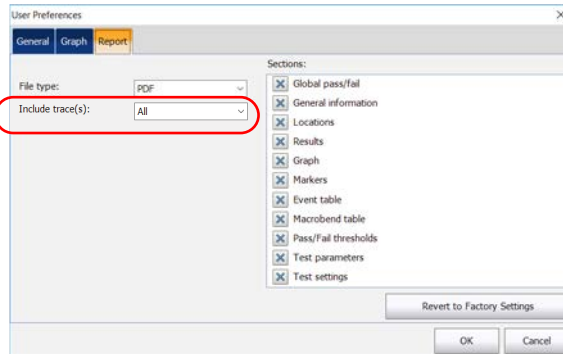 User Preferences
General Graph Report
Sections:
File type: PDF
Include trace(s): All
Global pass/fail
General information
Locations
Results
Graph
Markers
Event table
Macrobend table
Pass/Fail thresholds
Test parameters
Test settings
Revert to Factory Settings
OK Cancel